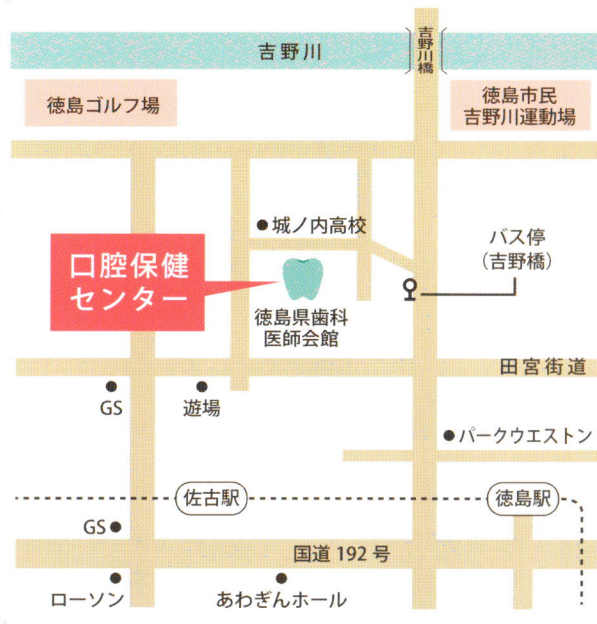 吉野川
吉野川橋
徳島ゴルフ場
徳島市民
吉野川運動場
城ノ内高校
バス停
（吉野橋）
口腔保健
センター
徳島県歯科
医師会館
田宮街道
GS
遊場
パークウエストン
佐古駅
徳島駅
GS
国道 192 号
ローソン
あわぎんホール